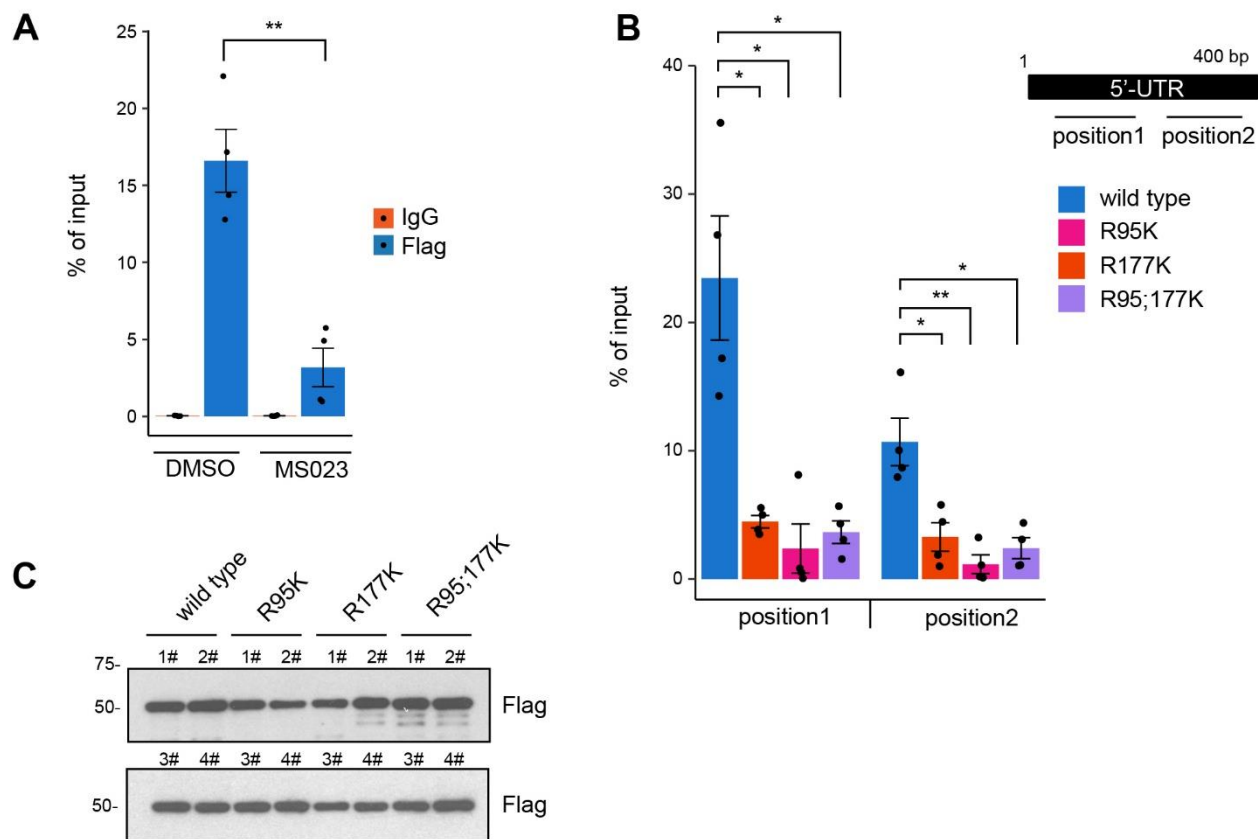 A
25
20
15
10
5
0
% of input
**
IgG
Flag
DMSO
MS023
B
40
30
20
10
0
% of input
*
*
*
*
**
*
position1
position2
1
400 bp
5'-UTR
position1
position2
wild type
R95K
R177K
R95;177K
C
wild type
R95K
R177K
R95;177K
1# 2# 1# 2# 1# 2# 1# 2#
75-
50-
Flag
3# 4# 3# 4# 3# 4# 3# 4#
50-
Flag